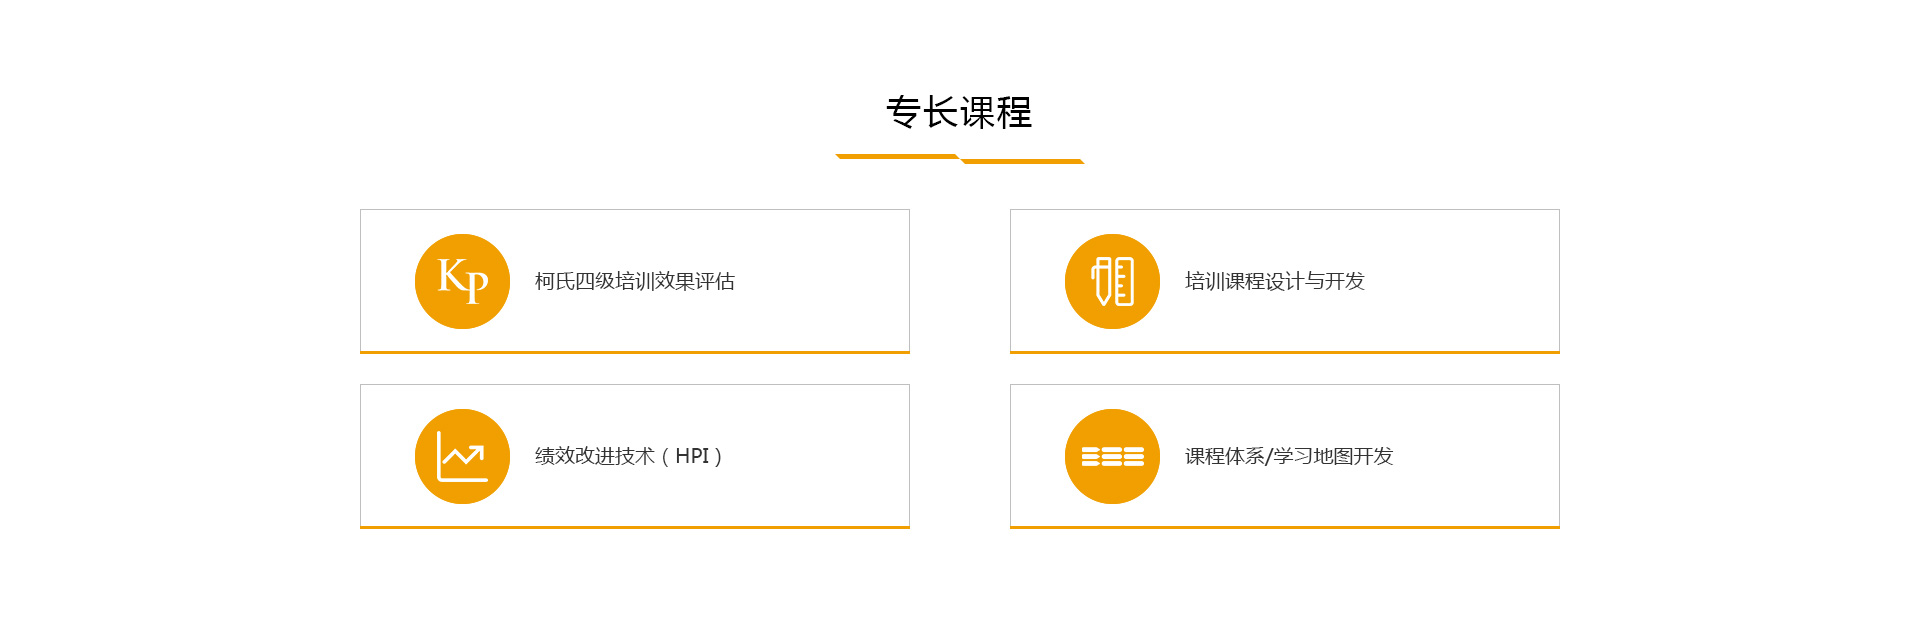 专长课程
KP
柯氏四级培训效果评估
培训课程设计与开发
绩效改进技术（HPI）
课程体系/学习地图开发